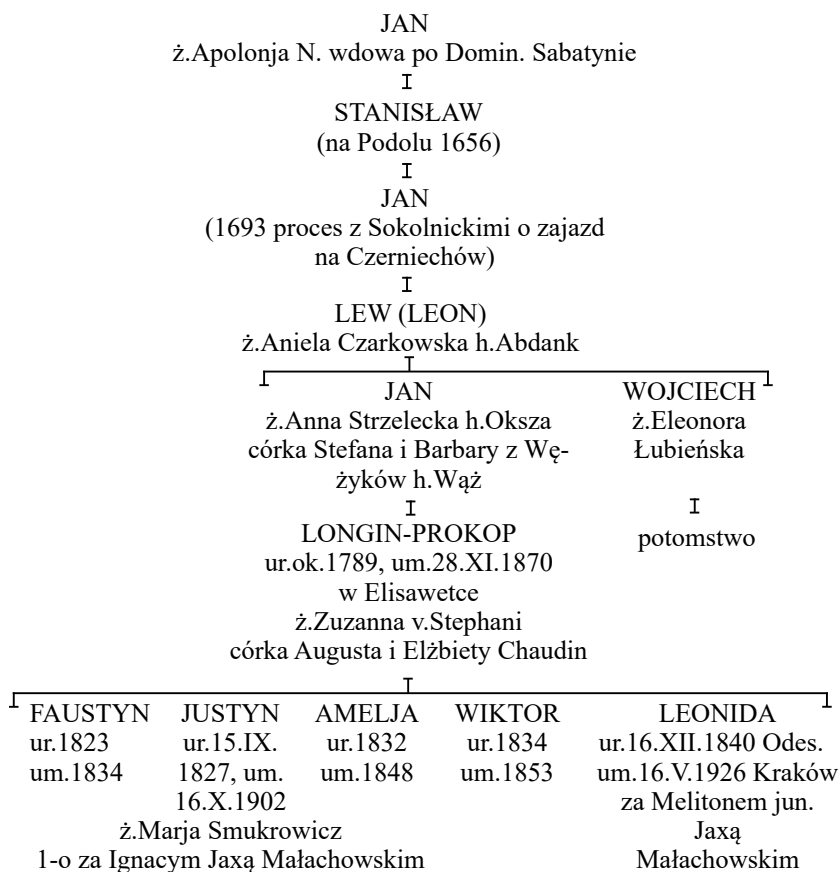 JAN
ż.Apolonja N. wdowa po Domin. Sabatynie
STANISŁAW
(na Podolu 1656)
JAN
(1693 proces z Sokolnickimi o zajazd
na Czerniechów)
LEW (LEON)
ż.Aniela Czarkowska h.Abdank
JAN
ż.Anna Strzelecka h.Oksza
córka Stefana i Barbary z Wę-
żyków h.Wąż
WOJCIECH
ż.Eleonora
Łubieńska
potomstwo
LONGIN-PROKOP
ur.ok.1789, um.28.XI.1870
w Elisawetce
ż.Zuzanna v.Stephani
córka Augusta i Elżbiety Chaudin
FAUSTYN
ur.1823
um.1834
JUSTYN
ur.15.IX.
1827, um.
16.X.1902
ż.Marja Smukrowicz
1-o za Ignacym Jaxą Małachowskim
AMELJA
ur.1832
um.1848
WIKTOR
ur.1834
um.1853
LEONIDA
ur.16.XII.1840 Odes.
um.16.V.1926 Kraków
za Melitonem jun.
Jaxą
Małachowskim